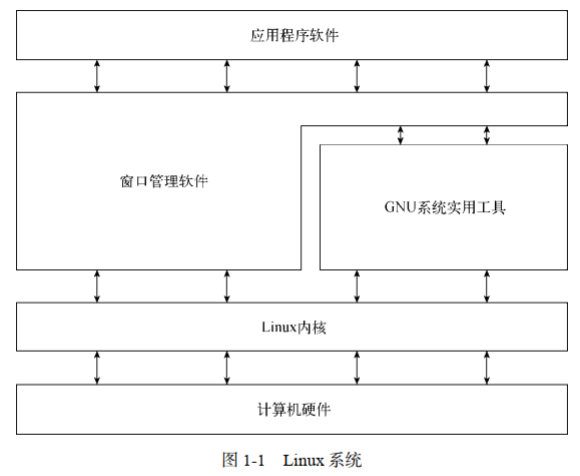 应用程序软件
窗口管理软件
GNU系统实用工具
Linux内核
计算机硬件
图 1-1 Linux 系统